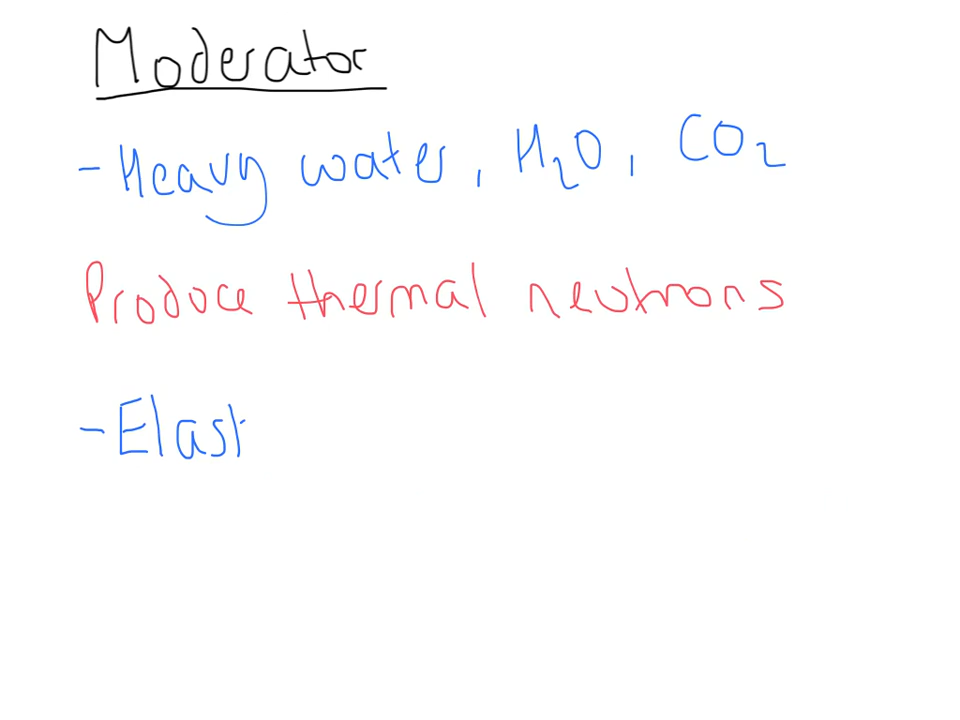 Moderator
- Heavy water, H₂O, CO₂
Produce thermal neutrons
- Elast